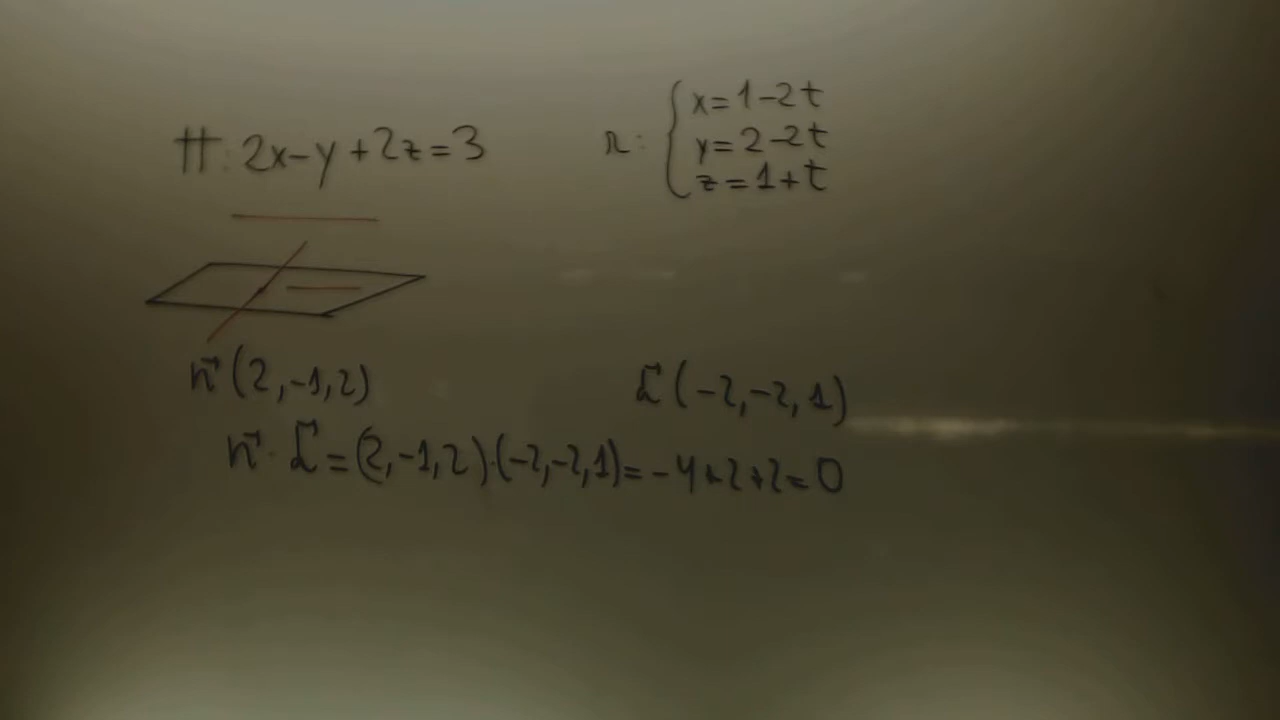 π: 2x-y+2z=3
r: { x=1-2t
y=2-2t
z=1+t
n⃗ (2,-1,2)
r⃗ (-2,-2,1)
n⃗ · r⃗ = (2,-1,2)·(-2,-2,1)= -4+2+2=0